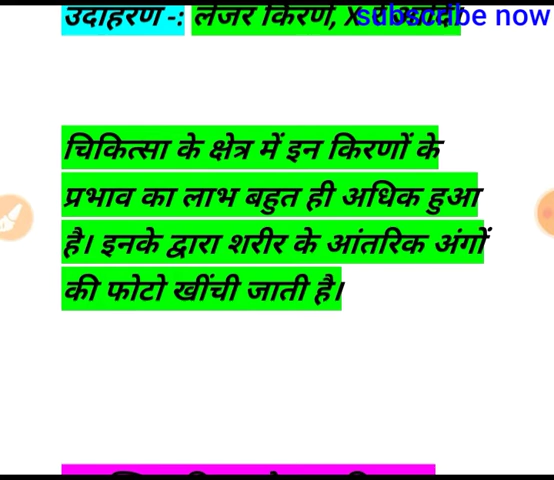 उदाहरण -: लेजर किरण, X
subscribe now
चिकित्सा के क्षेत्र में इन किरणों के
प्रभाव का लाभ बहुत ही अधिक हुआ
है। इनके द्वारा शरीर के आंतरिक अंगों
की फोटो खींची जाती है।